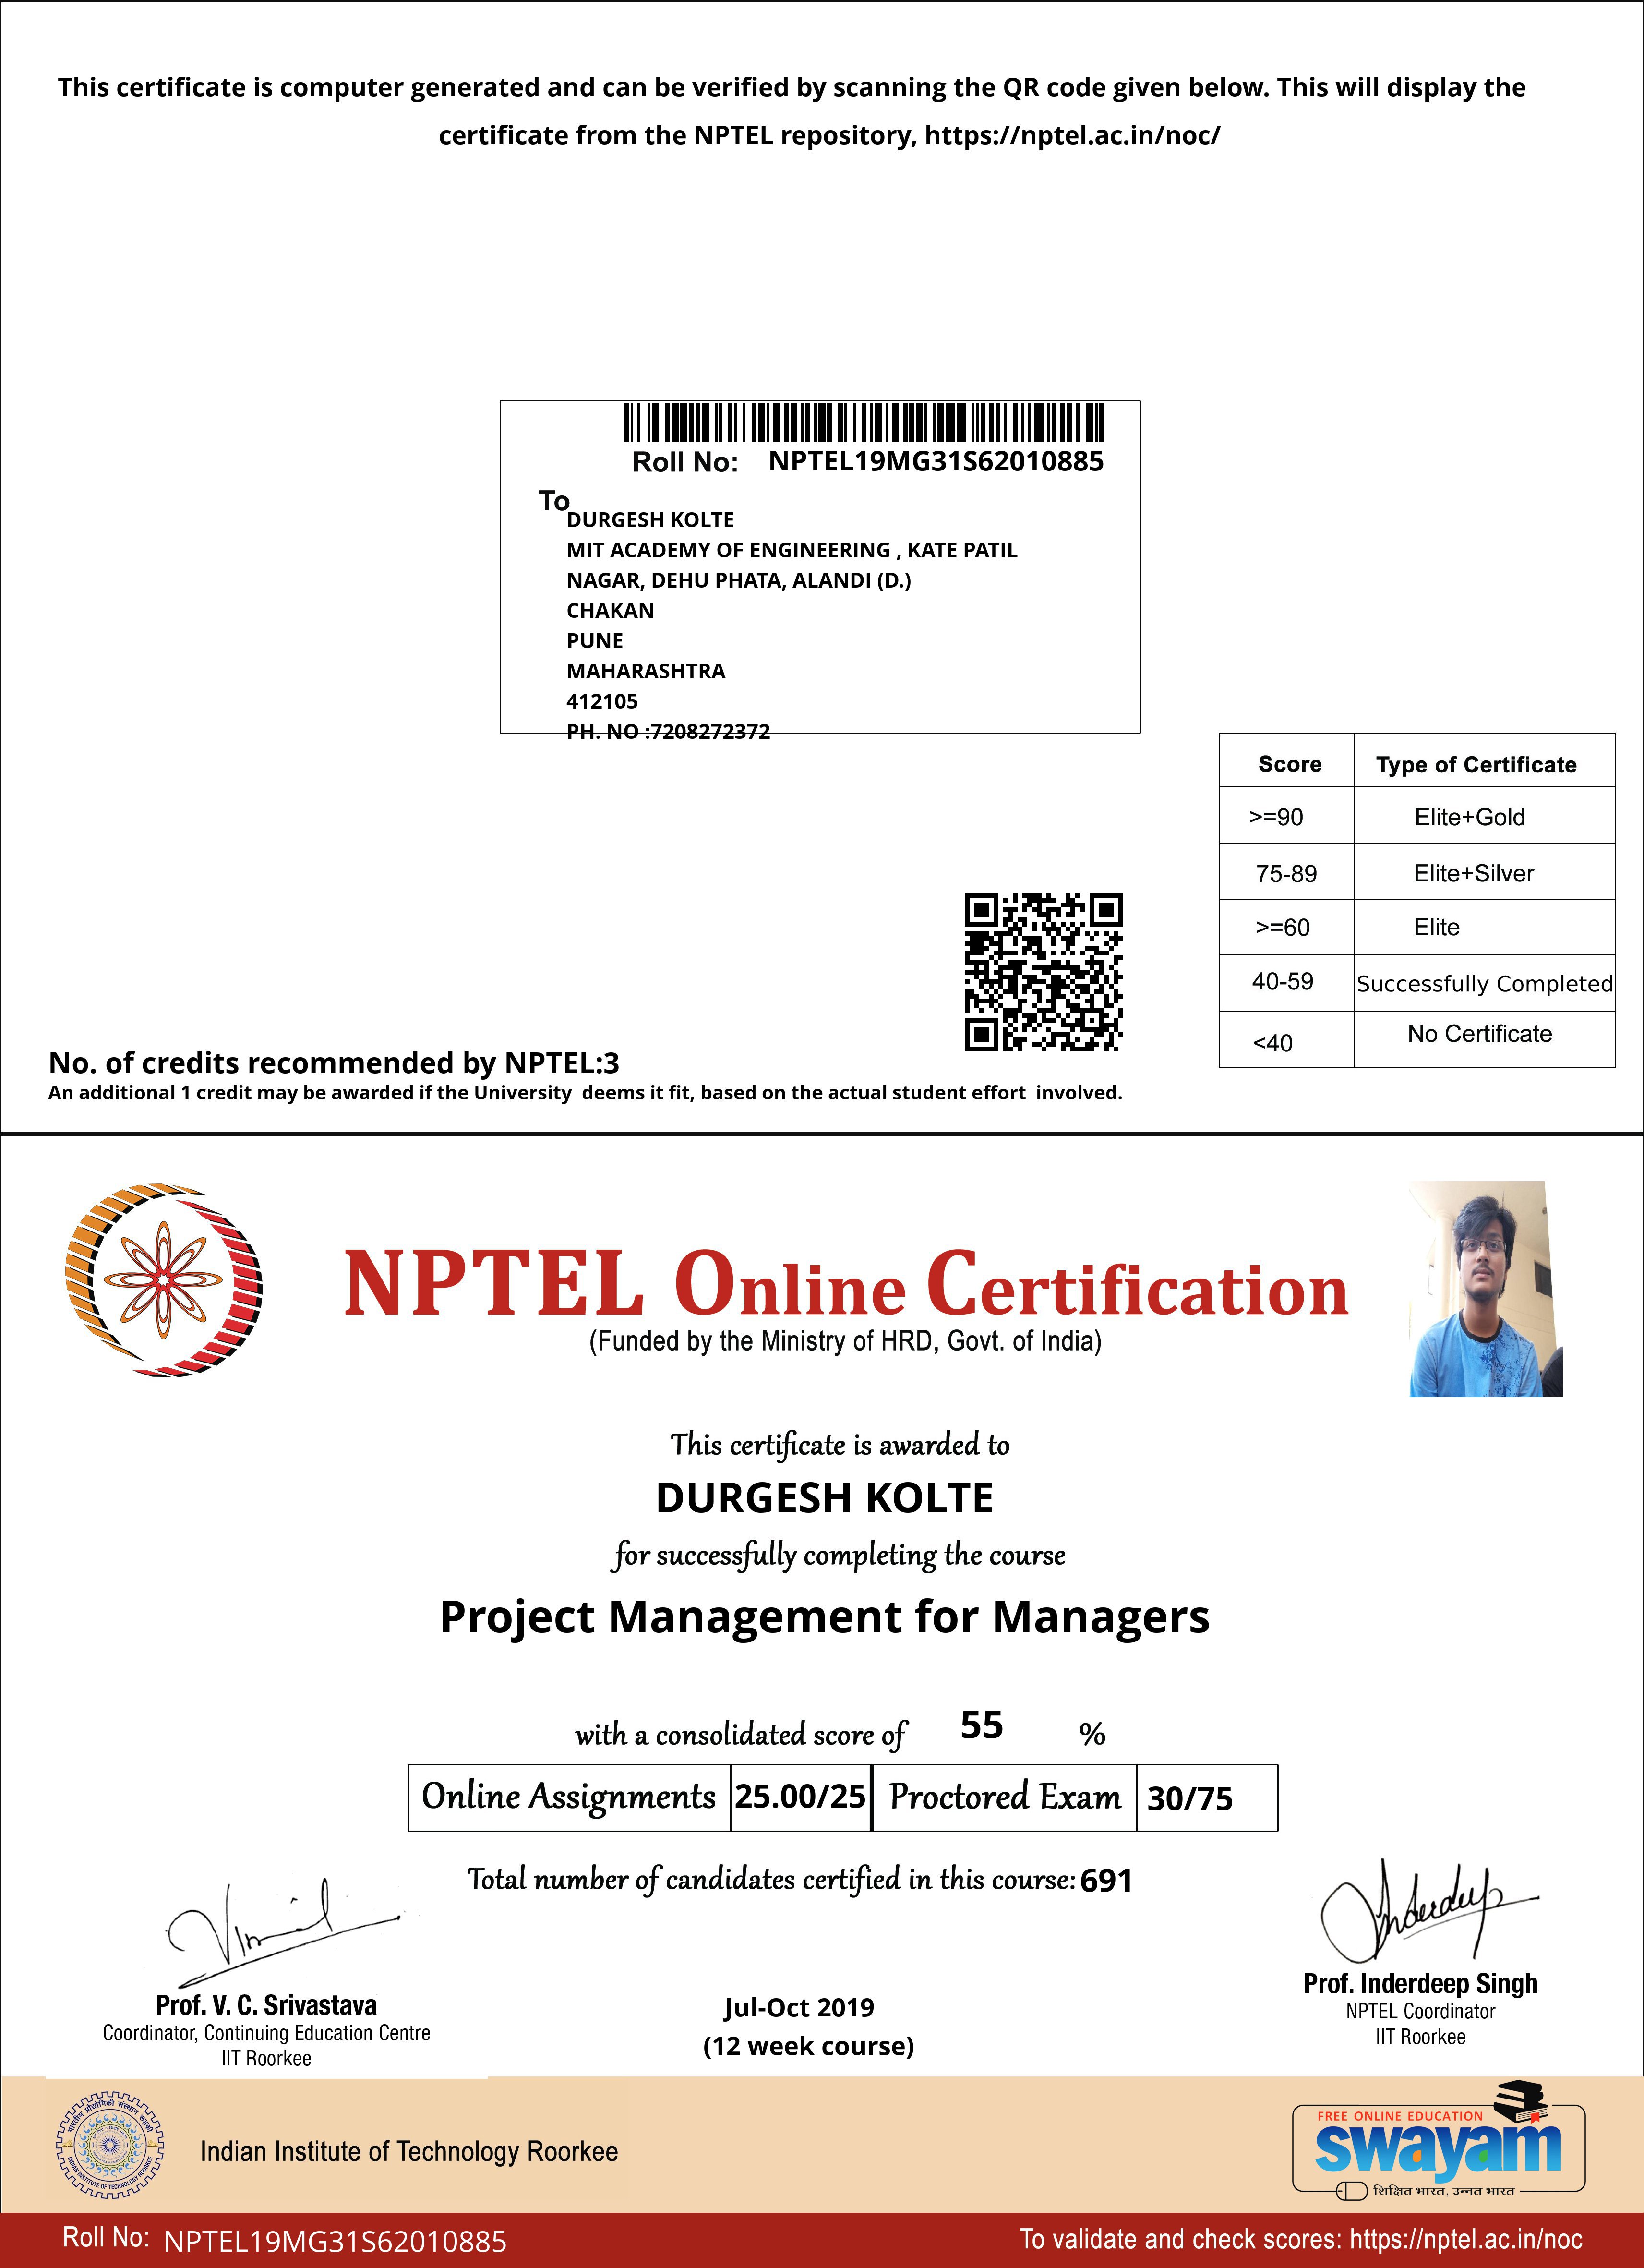 This certificate is computer generated and can be verified by scanning the QR code given below. This will display the
certificate from the NPTEL repository, https://nptel.ac.in/noc/
Roll No: NPTEL19MG31S62010885
To
DURGESH KOLTE
MIT ACADEMY OF ENGINEERING , KATE PATIL
NAGAR, DEHU PHATA, ALANDI (D.)
CHAKAN
PUNE
MAHARASHTRA
412105
PH. NO :7208272372
Score Type of Certificate
>=90 Elite+Gold
75-89 Elite+Silver
>=60 Elite
40-59 Successfully Completed
<40 No Certificate
No. of credits recommended by NPTEL:3
An additional 1 credit may be awarded if the University deems it fit, based on the actual student effort involved.
NPTEL Online Certification
(Funded by the Ministry of HRD, Govt. of India)
This certificate is awarded to
DURGESH KOLTE
for successfully completing the course
Project Management for Managers
with a consolidated score of 55 %
Online Assignments 25.00/25 Proctored Exam 30/75
Total number of candidates certified in this course: 691
Vimal
Inderdeep
Prof. V. C. Srivastava
Coordinator, Continuing Education Centre
IIT Roorkee
Jul-Oct 2019
(12 week course)
Prof. Inderdeep Singh
NPTEL Coordinator
IIT Roorkee
भारतीय प्रौद्योगिकी संस्थान रुड़की
INDIAN INSTITUTE OF TECHNOLOGY ROORKEE
Indian Institute of Technology Roorkee
FREE ONLINE EDUCATION
swayam
शिक्षित भारत, उन्नत भारत
Roll No: NPTEL19MG31S62010885
To validate and check scores: https://nptel.ac.in/noc